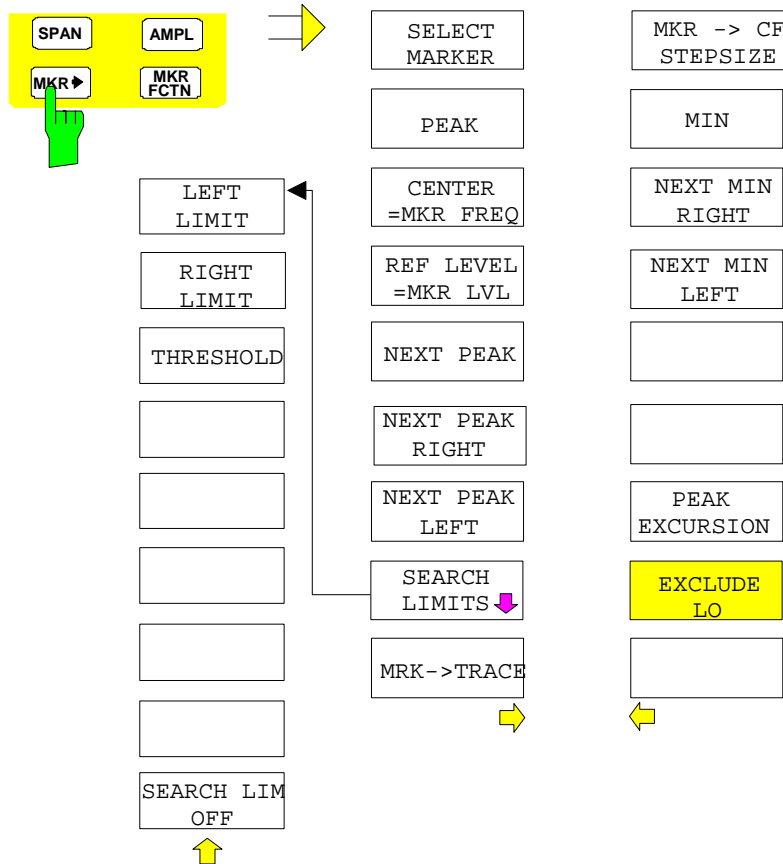 SPAN
AMPL
MKR
MKR
FCTN
SELECT
MARKER
PEAK
CENTER
=MKR FREQ
REF LEVEL
=MKR LVL
NEXT PEAK
NEXT PEAK
RIGHT
NEXT PEAK
LEFT
SEARCH
LIMITS
MRK->TRACE
MKR -> CF
STEPSIZE
MIN
NEXT MIN
RIGHT
NEXT MIN
LEFT
PEAK
EXCURSION
EXCLUDE
LO
LEFT
LIMIT
RIGHT
LIMIT
THRESHOLD
SEARCH LIM
OFF